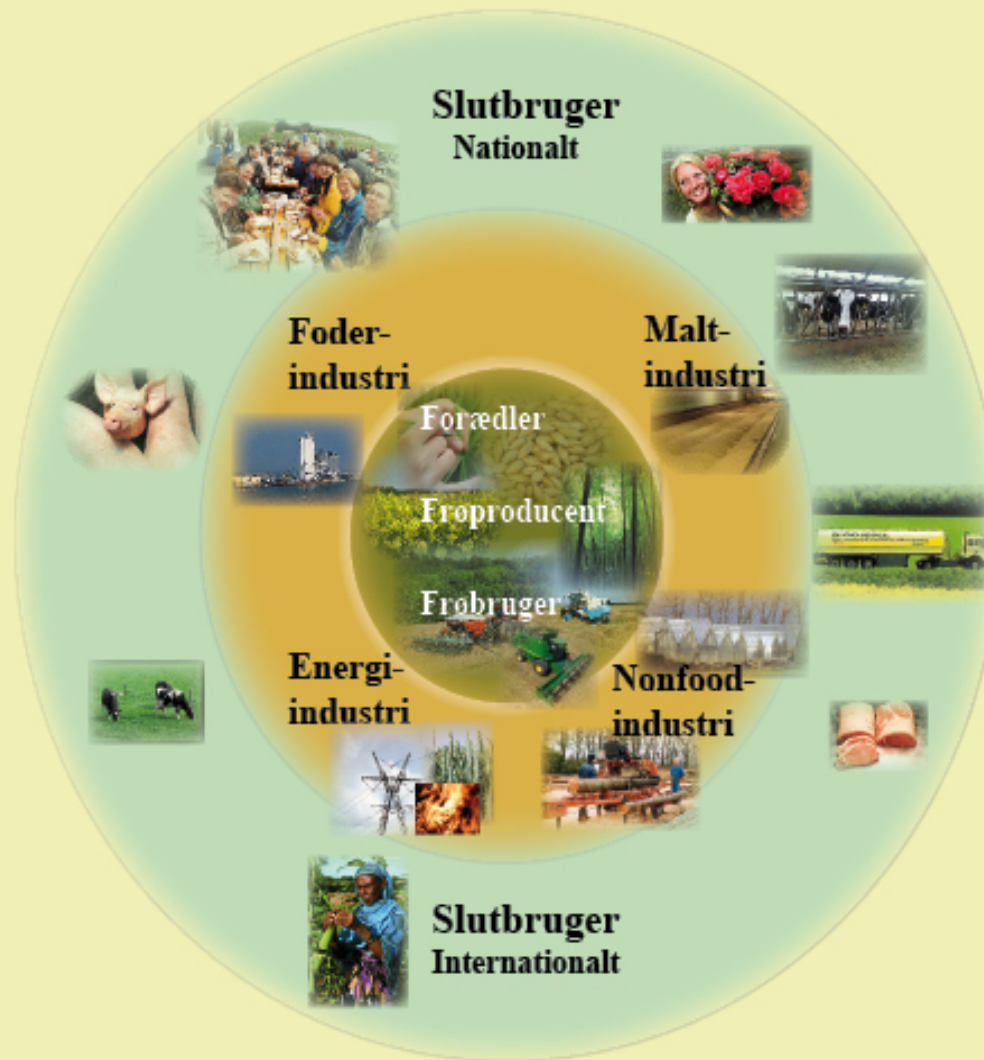 Slutbruger
Nationalt
Foder-
industri
Malt-
industri
Forædler
Frøproducent
Frøbruger
Energi-
industri
Nonfood-
industri
Slutbruger
Internationalt